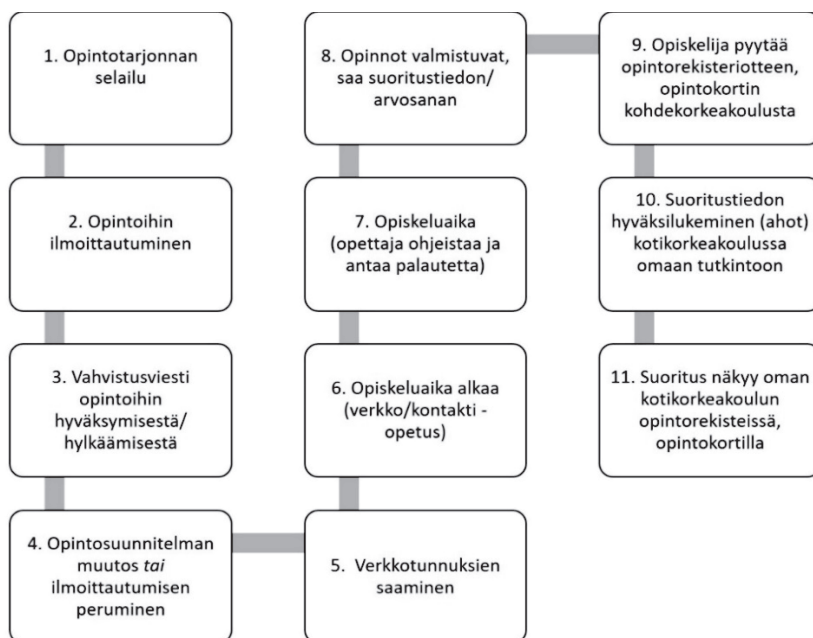 1. Opintotarjonnan
selailu
2. Opintoihin
ilmoittautuminen
3. Vahvistusviesti
opintoihin
hyväksymisestä/
hylkäämisestä
4. Opintosuunnitelman
muutos tai
ilmoittautumisen
peruminen
5. Verkkotunnuksien
saaminen
6. Opiskeluaika alkaa
(verkko/kontakti -
opetus)
7. Opiskeluaika
(opettaja ohjeistaa ja
antaa palautetta)
8. Opinnot valmistuvat,
saa suoritustiedon/
arvosanan
9. Opiskelija pyytää
opintorekisteriotteen,
opintokortin
kohdekorkeakoulusta
10. Suoritustiedon
hyväksilukeminen (ahot)
kotikorkeakoulussa
omaan tutkintoon
11. Suoritus näkyy oman
kotikorkeakoulun
opintorekisteissä,
opintokortilla